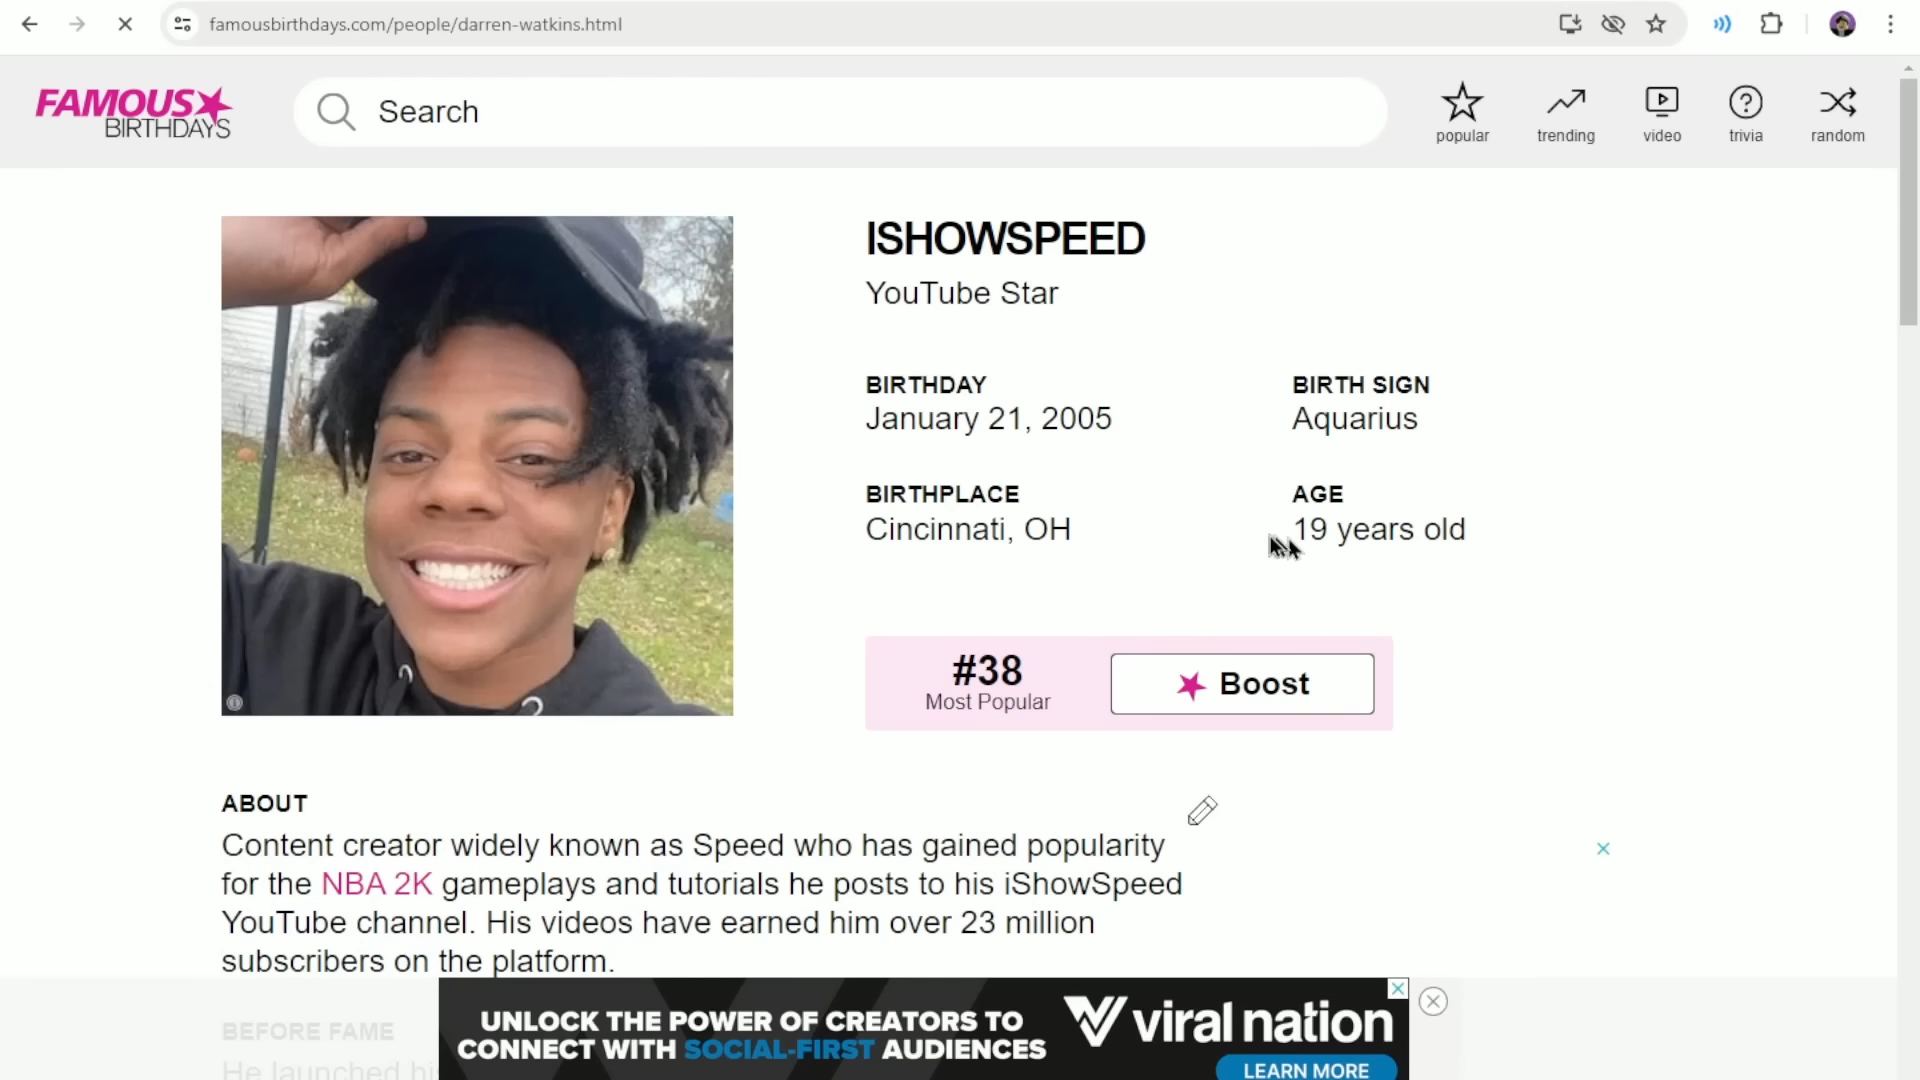 famousbirthdays.com/people/darren-watkins.html
FAMOUS
BIRTHDAYS
Search
popular
trending
video
trivia
random
ISHOWSPEED
YouTube Star
BIRTHDAY
January 21, 2005
BIRTH SIGN
Aquarius
BIRTHPLACE
Cincinnati, OH
AGE
19 years old
#38
Most Popular
Boost
ABOUT
Content creator widely known as Speed who has gained popularity
for the NBA 2K gameplays and tutorials he posts to his iShowSpeed
YouTube channel. His videos have earned him over 23 million
subscribers on the platform.
BEFORE FAME
He launched hi
UNLOCK THE POWER OF CREATORS TO
CONNECT WITH SOCIAL-FIRST AUDIENCES
viral nation
LEARN MORE